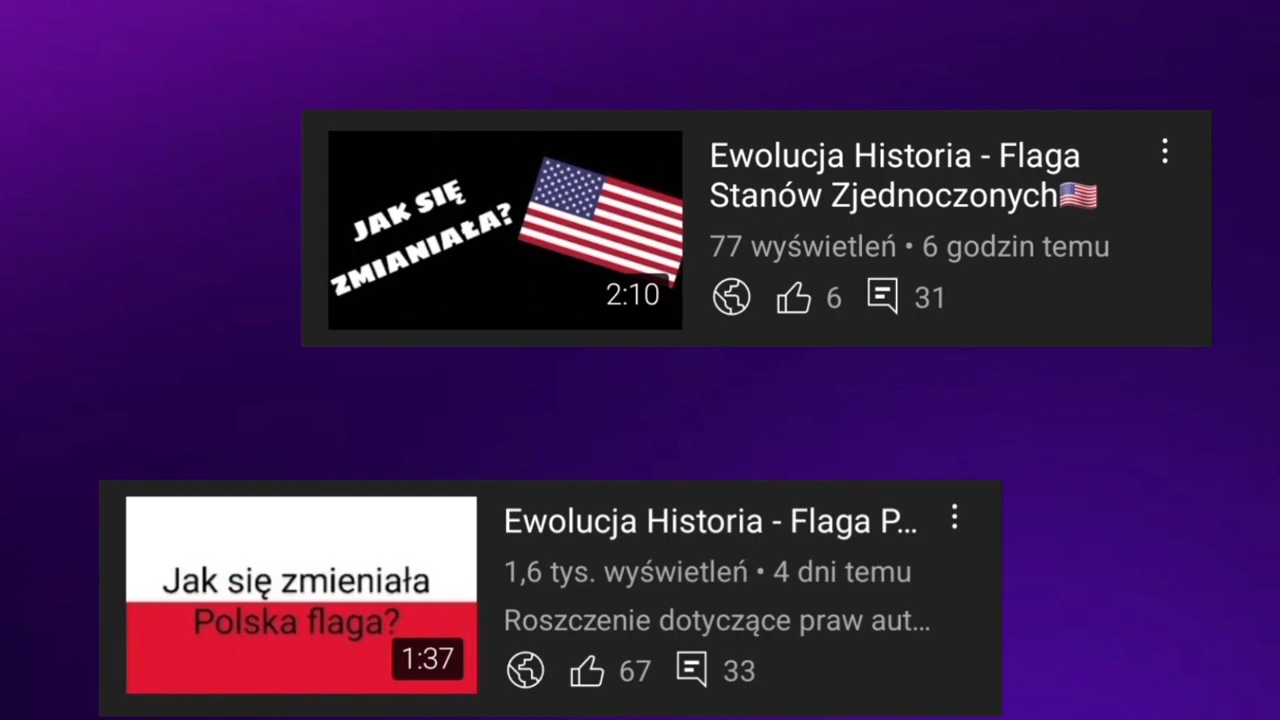 JAK SIĘ
ZMIANIAŁA?
2:10
Ewolucja Historia - Flaga
Stanów Zjednoczonych🇺🇸
77 wyświetleń • 6 godzin temu
6 31
Jak się zmieniała
Polska flaga?
1:37
Ewolucja Historia - Flaga P...
1,6 tys. wyświetleń • 4 dni temu
Roszczenie dotyczące praw aut...
67 33